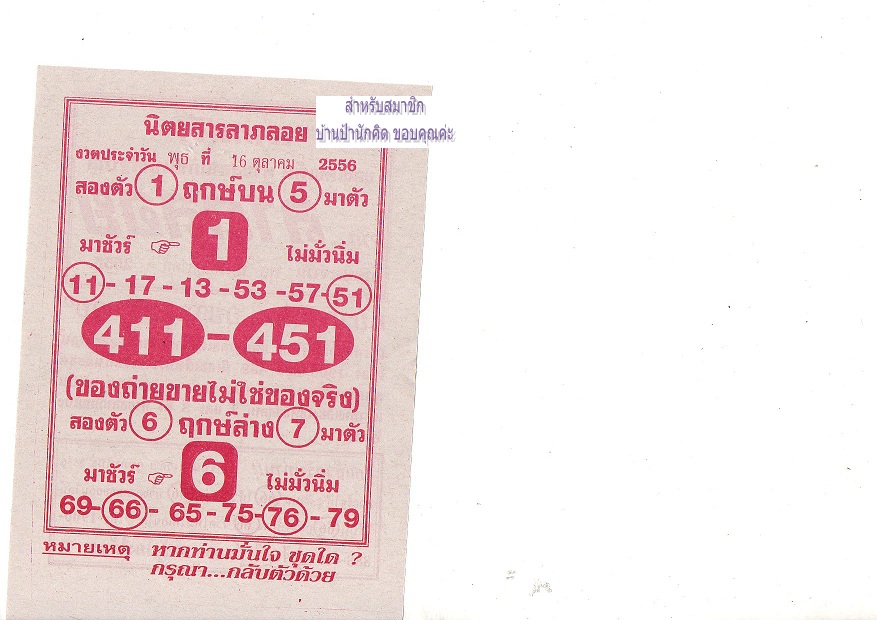 สำหรับสมาชิก
บ้านป้านักคิด ขอบคุณค่ะ
นิตยสารลาภลอย
งวดประจำวัน พุธ ที่ 16 ตุลาคม 2556
สองตัว 1 ฤกษ์บน 5 มาตัว
มาชัวร์ 1 ไม่มั่วนิ่ม
11 - 17 - 13 - 53 - 57 - 51
411 - 451
(ของถ่ายขายไม่ใช่ของจริง)
สองตัว 6 ฤกษ์ล่าง 7 มาตัว
มาชัวร์ 6 ไม่มั่วนิ่ม
69 - 66 - 65 - 75 - 76 - 79
หมายเหตุ หากท่านมั่นใจ ชุดใด ?
กรุณา...กลับตัวด้วย